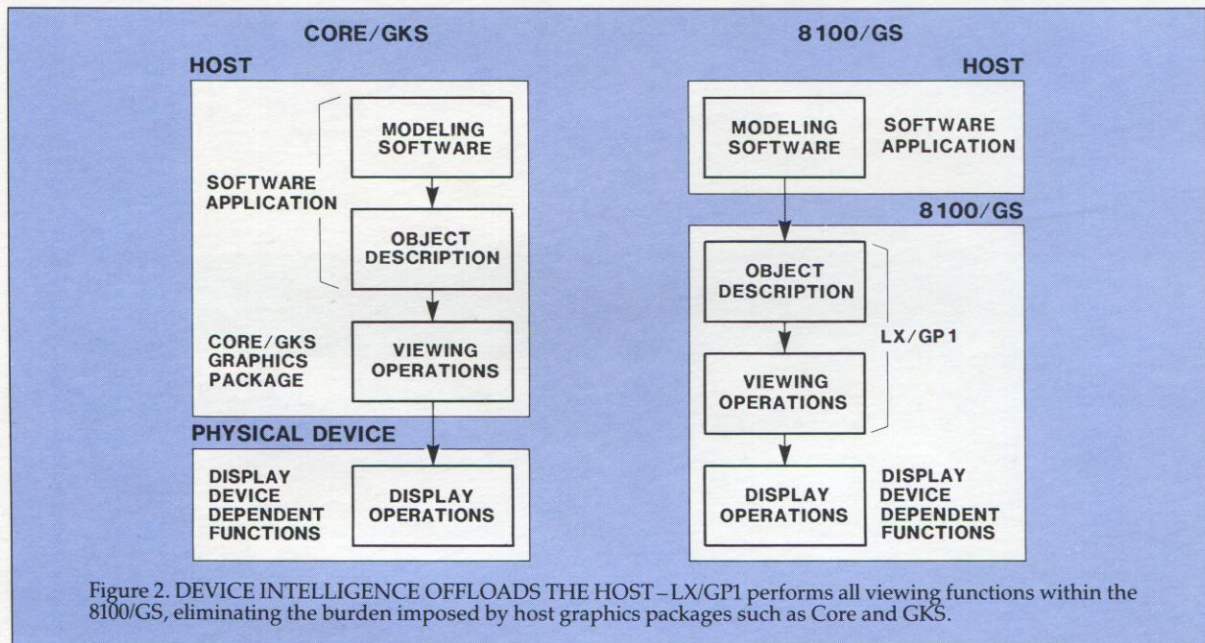 CORE/GKS
HOST
MODELING
SOFTWARE
SOFTWARE
APPLICATION
OBJECT
DESCRIPTION
CORE/GKS
GRAPHICS
PACKAGE
VIEWING
OPERATIONS
PHYSICAL DEVICE
DISPLAY
DEVICE
DEPENDENT
FUNCTIONS
DISPLAY
OPERATIONS
8100/GS
HOST
MODELING
SOFTWARE
SOFTWARE
APPLICATION
8100/GS
OBJECT
DESCRIPTION
LX/GP1
VIEWING
OPERATIONS
DISPLAY
OPERATIONS
DISPLAY
DEVICE
DEPENDENT
FUNCTIONS
Figure 2. DEVICE INTELLIGENCE OFFLOADS THE HOST – LX/GP1 performs all viewing functions within the
8100/GS, eliminating the burden imposed by host graphics packages such as Core and GKS.